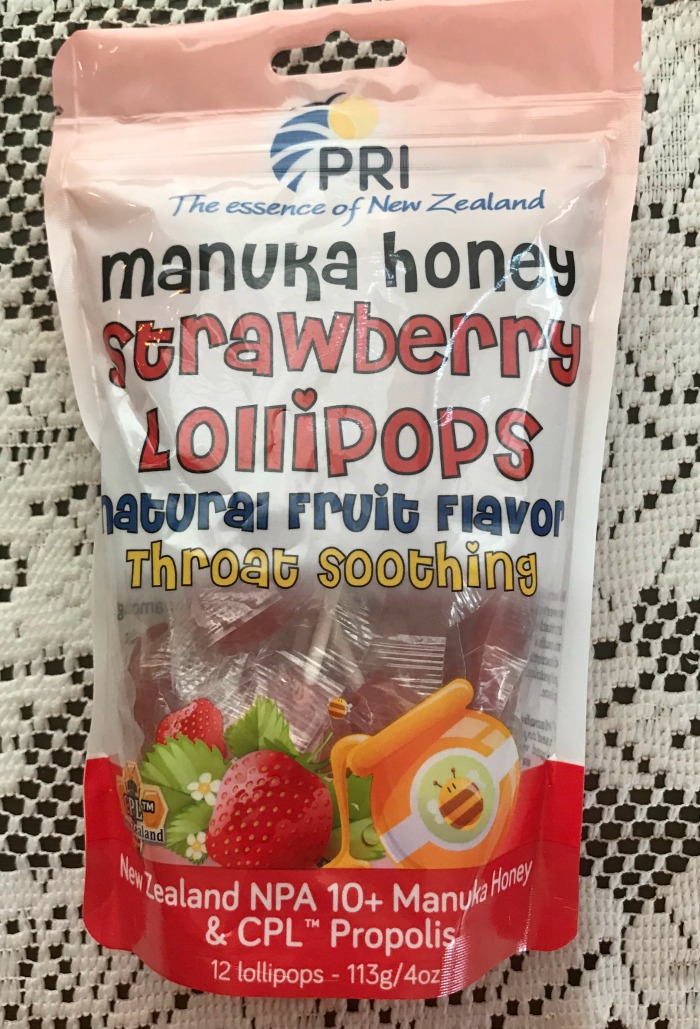 PRI
The essence of New Zealand
manuka honey
strawberry
Lollipops
natural Fruit Flavor
Throat Soothing
CPL™
New Zealand NPA 10+ Manuka Honey
& CPL™ Propolis
12 lollipops - 113g/4oz